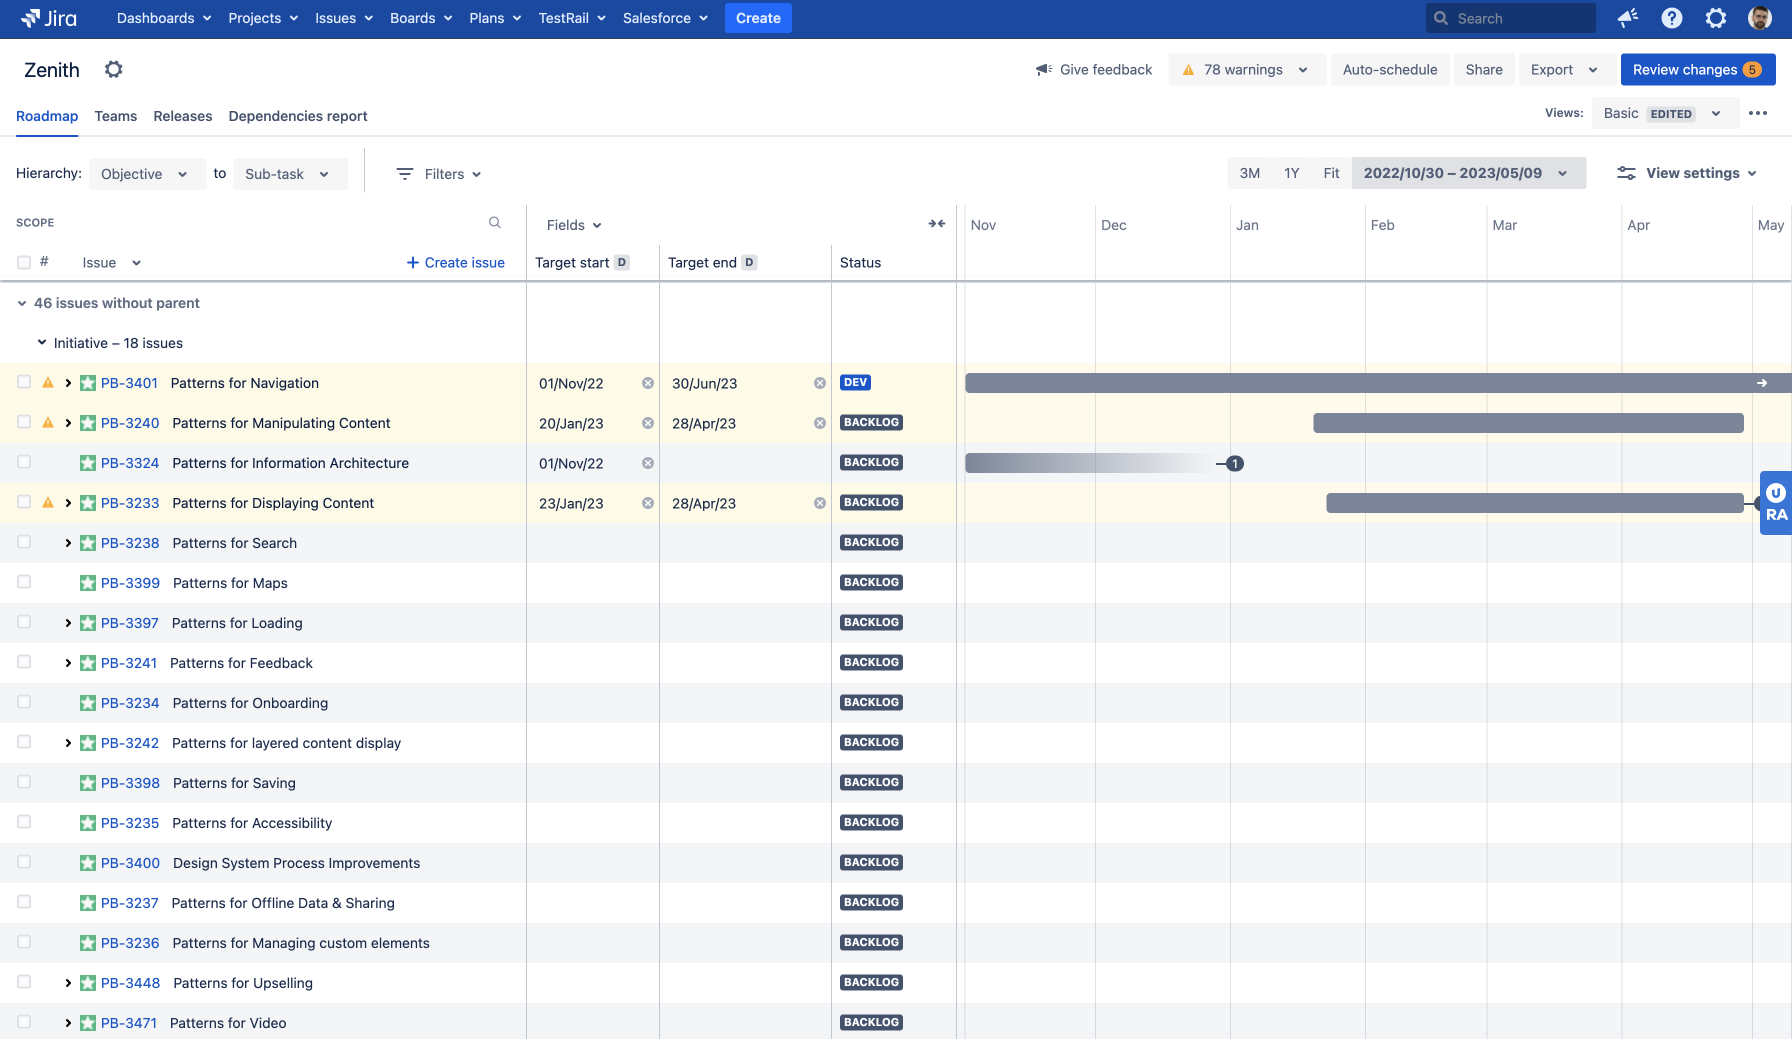 Jira Dashboards Projects Issues Boards Plans TestRail Salesforce Create Search
Zenith Give feedback 78 warnings Auto-schedule Share Export Review changes 5
Roadmap Teams Releases Dependencies report Views: Basic EDITED
Hierarchy: Objective to Sub-task Filters 3M 1Y Fit 2022/10/30 – 2023/05/09 View settings
SCOPE Fields Nov Dec Jan Feb Mar Apr May
# Issue + Create issue Target start D Target end D Status
46 issues without parent
Initiative – 18 issues
PB-3401 Patterns for Navigation 01/Nov/22 30/Jun/23 DEV
PB-3240 Patterns for Manipulating Content 20/Jan/23 28/Apr/23 BACKLOG
PB-3324 Patterns for Information Architecture 01/Nov/22 BACKLOG 1
PB-3233 Patterns for Displaying Content 23/Jan/23 28/Apr/23 BACKLOG
RA
PB-3238 Patterns for Search BACKLOG
PB-3399 Patterns for Maps BACKLOG
PB-3397 Patterns for Loading BACKLOG
PB-3241 Patterns for Feedback BACKLOG
PB-3234 Patterns for Onboarding BACKLOG
PB-3242 Patterns for layered content display BACKLOG
PB-3398 Patterns for Saving BACKLOG
PB-3235 Patterns for Accessibility BACKLOG
PB-3400 Design System Process Improvements BACKLOG
PB-3237 Patterns for Offline Data & Sharing BACKLOG
PB-3236 Patterns for Managing custom elements BACKLOG
PB-3448 Patterns for Upselling BACKLOG
PB-3471 Patterns for Video BACKLOG